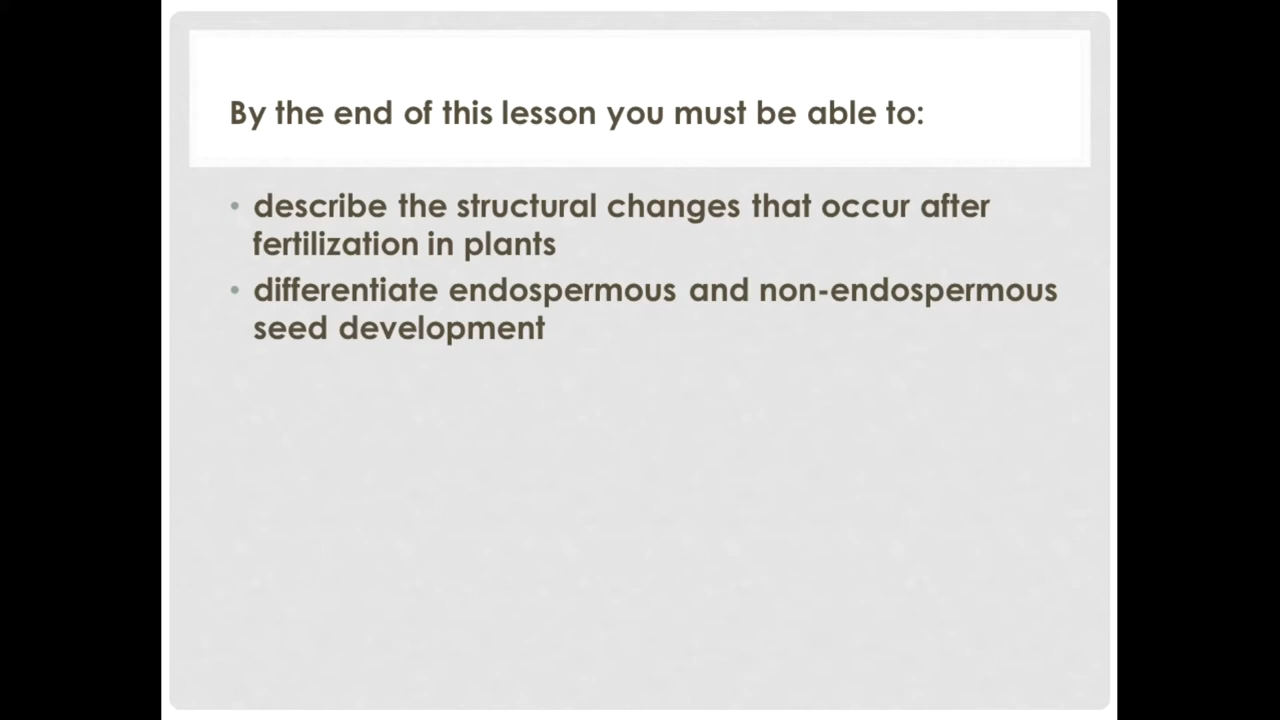 By the end of this lesson you must be able to:
• describe the structural changes that occur after
fertilization in plants
• differentiate endospermous and non-endospermous
seed development